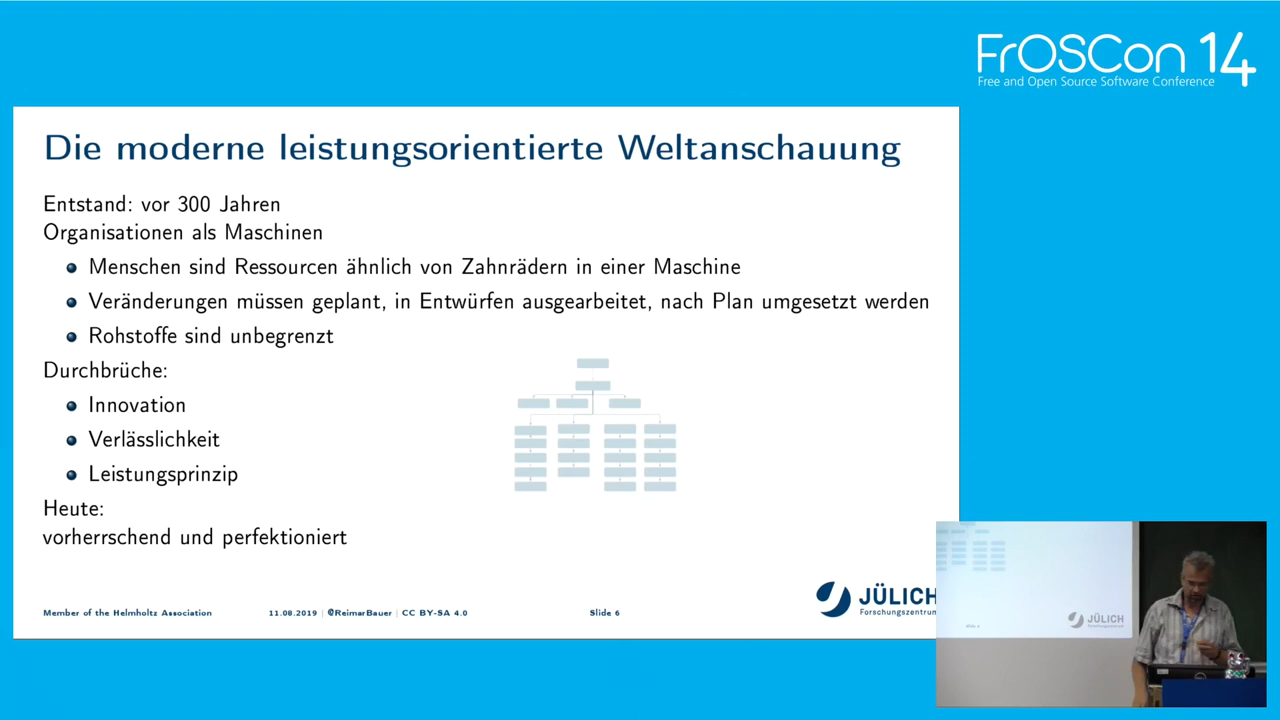 FrOSCon 14
Free and Open Source Software Conference
Die moderne leistungsorientierte Weltanschauung
Entstand: vor 300 Jahren
Organisationen als Maschinen
Menschen sind Ressourcen ähnlich von Zahnrädern in einer Maschine
Veränderungen müssen geplant, in Entwürfen ausgearbeitet, nach Plan umgesetzt werden
Rohstoffe sind unbegrenzt
Durchbrüche:
Innovation
Verlässlichkeit
Leistungsprinzip
Heute:
vorherrschend und perfektioniert
Member of the Helmholtz Association
11.08.2019 | @ReimarBauer | CC BY-SA 4.0
Slide 6
JÜLICH
Forschungszentrum
JÜLICH